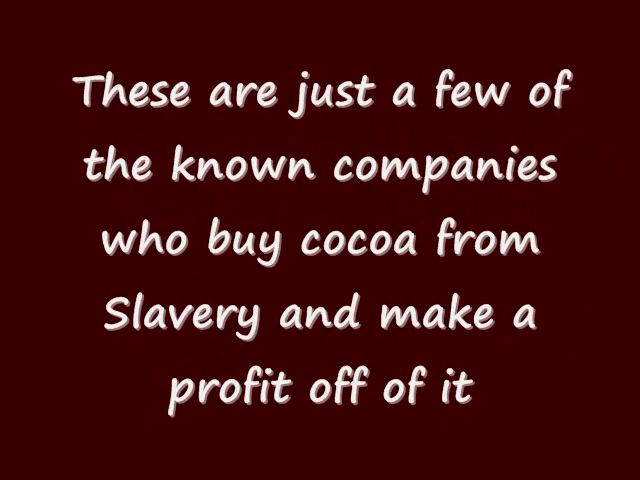 These are just a few of
the known companies
who buy cocoa from
Slavery and make a
profit off of it